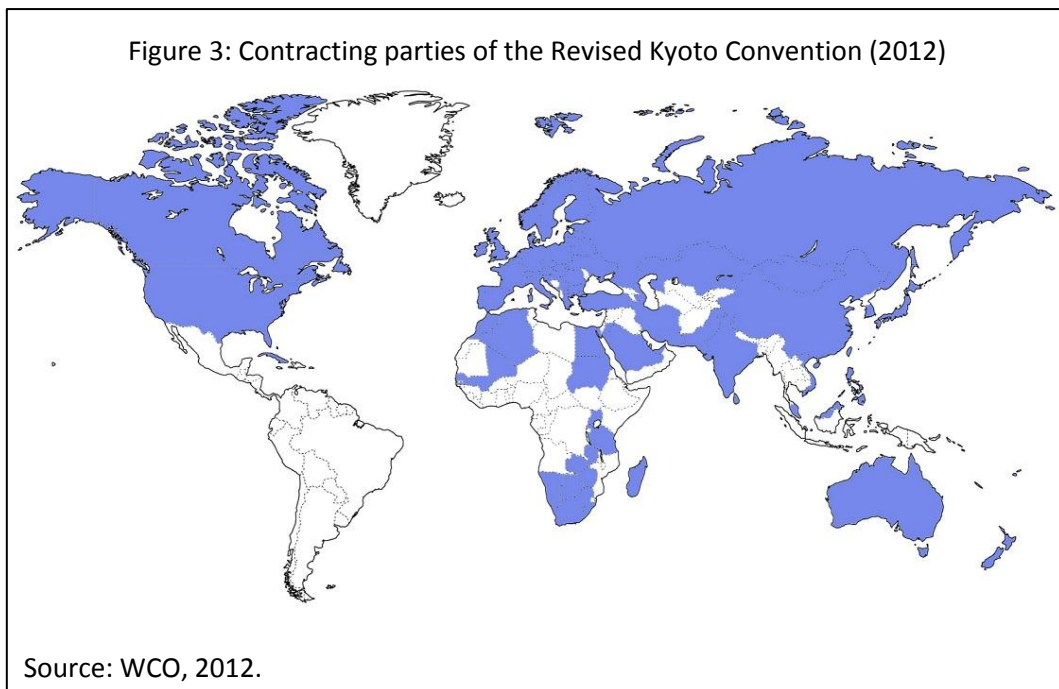 Figure 3: Contracting parties of the Revised Kyoto Convention (2012)
Source: WCO, 2012.